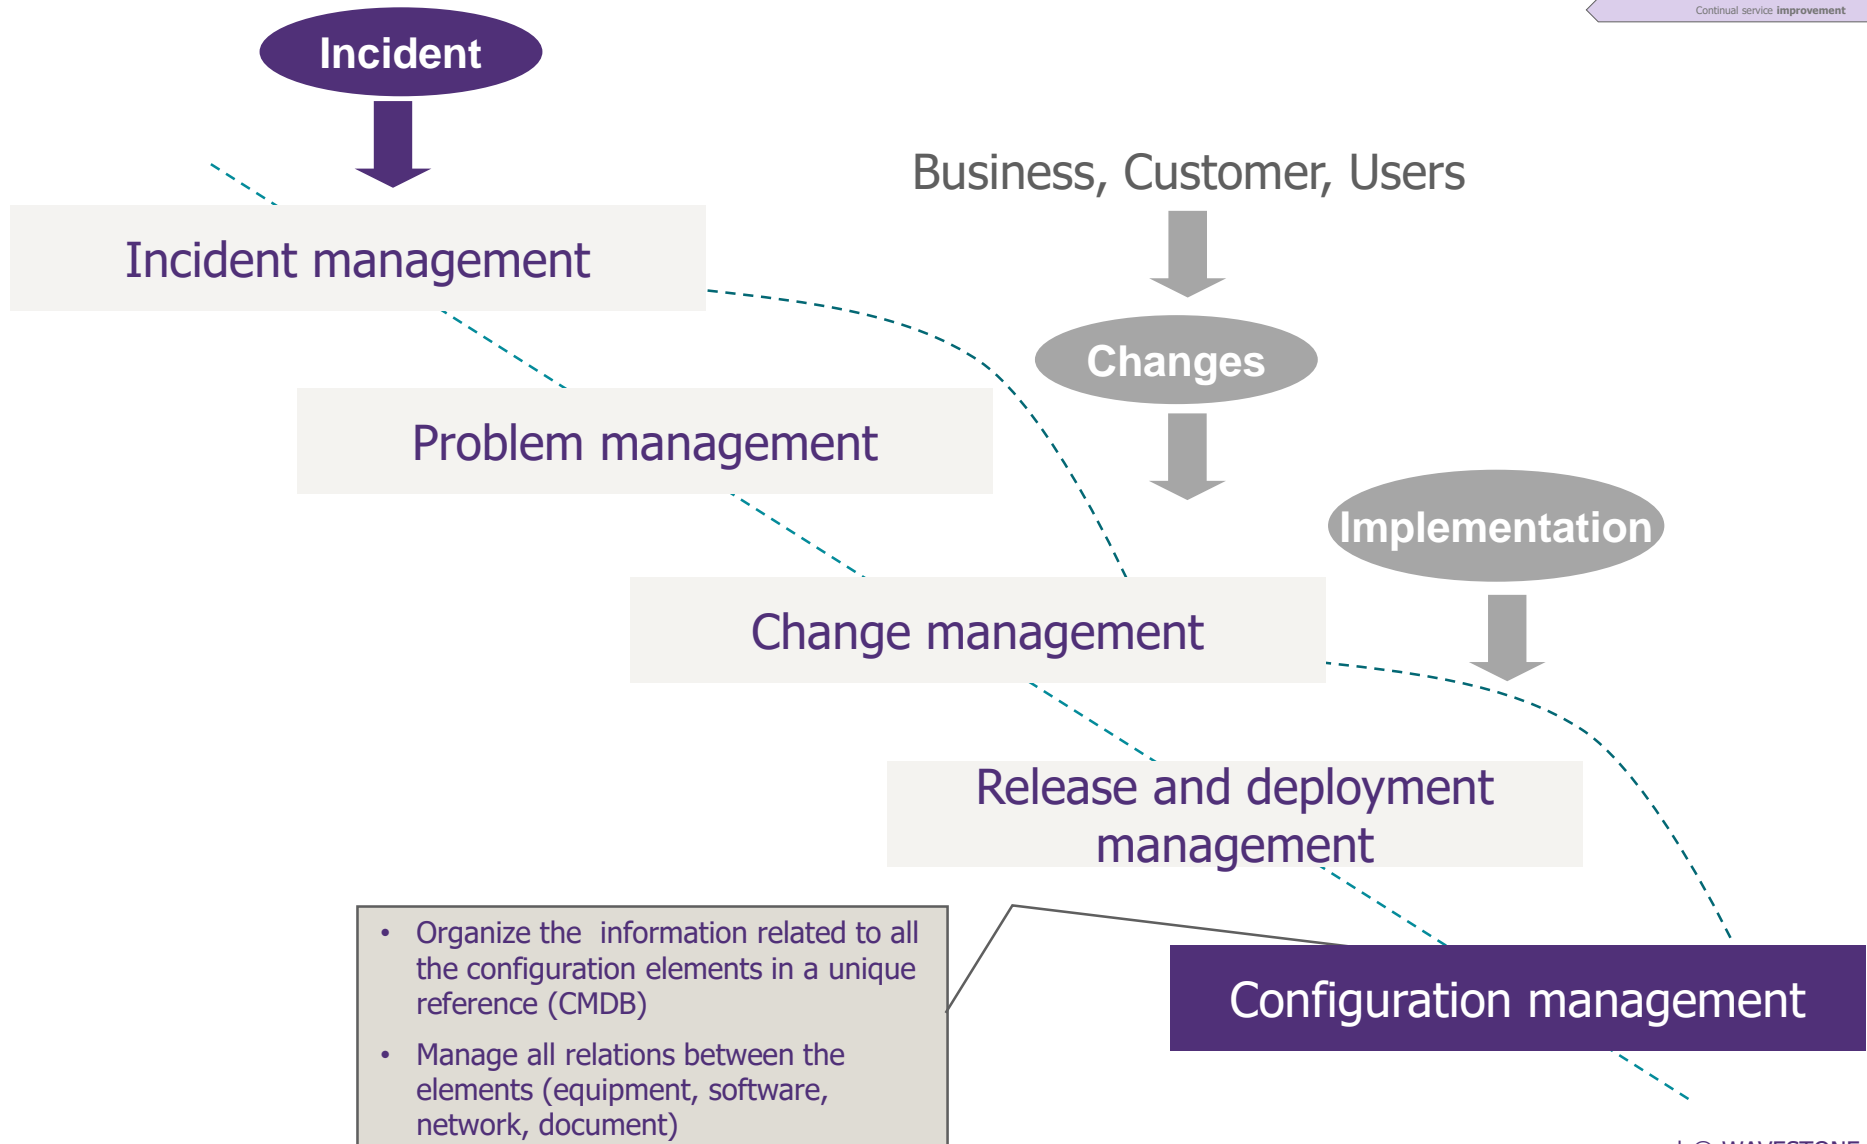 Continual service improvement
Incident
Business, Customer, Users
Incident management
Changes
Problem management
Implementation
Change management
Release and deployment
management
• Organize the  information related to all
the configuration elements in a unique
reference (CMDB)
Configuration management
• Manage all relations between the
elements (equipment, software,
network, document)
© WAVESTONE